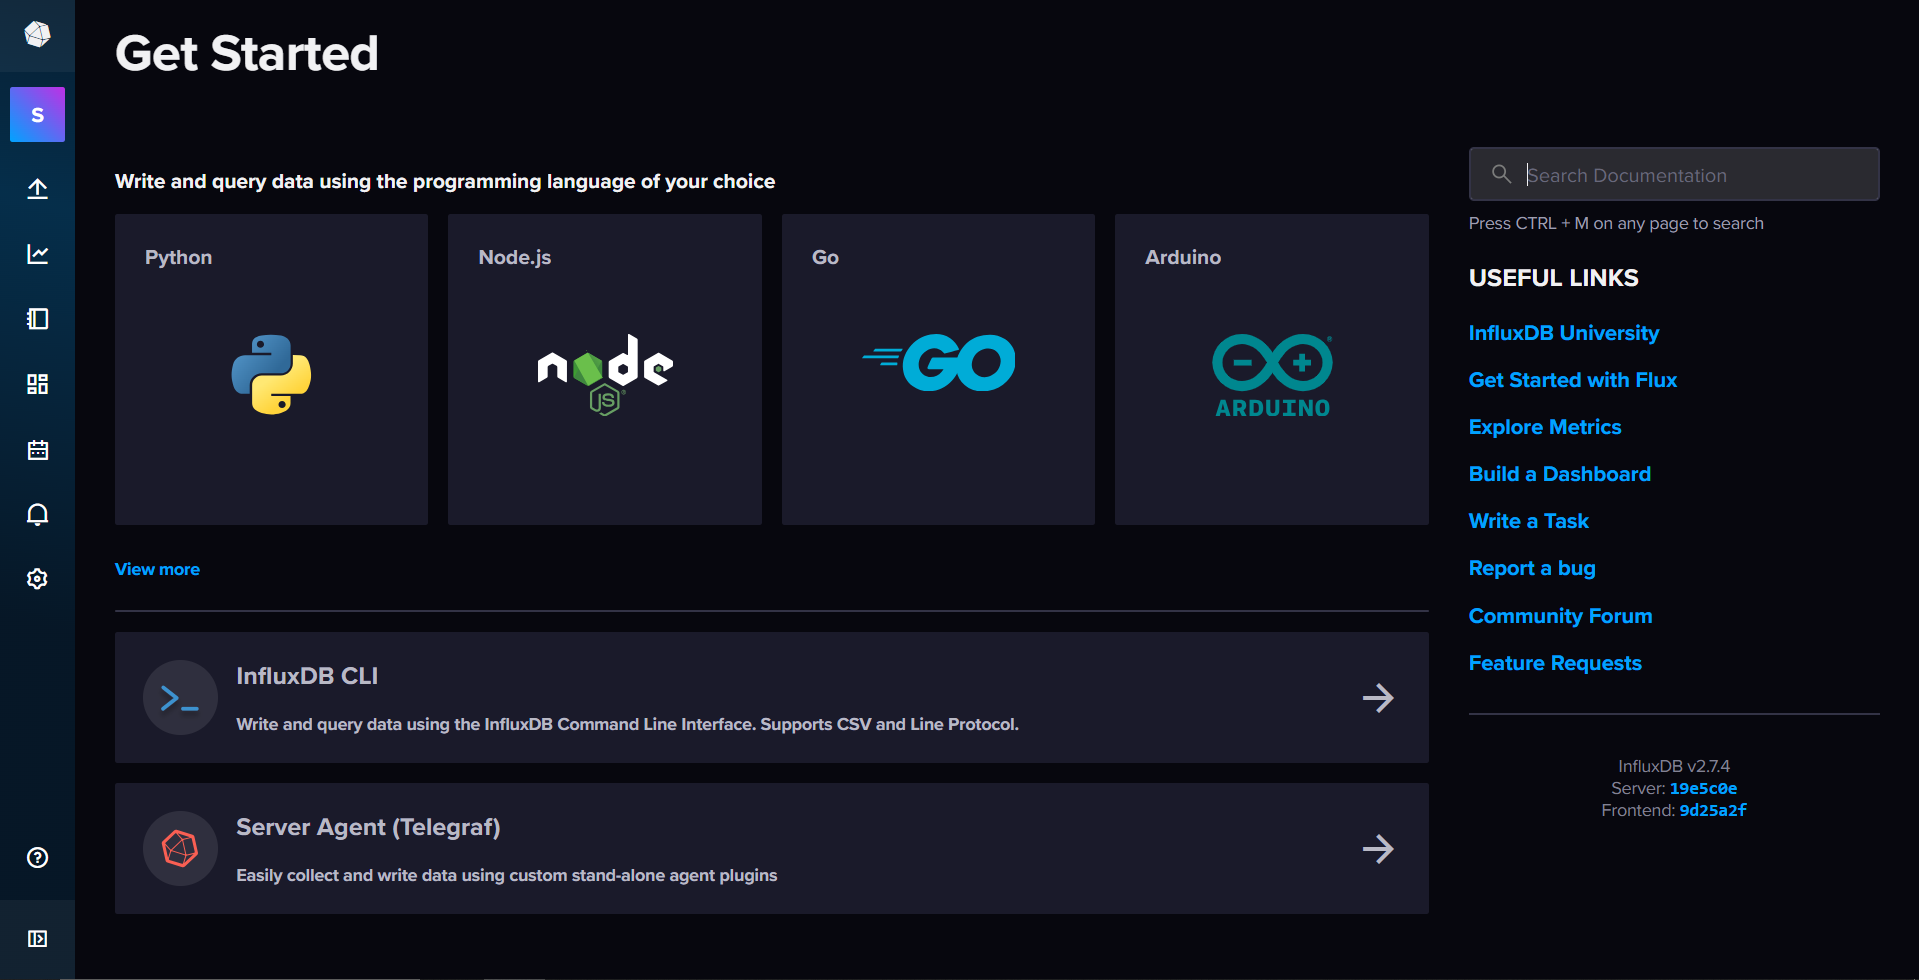 Get Started
S
Write and query data using the programming language of your choice
Python
Node.js
Go
Arduino
node
JS
GO
ARDUINO
View more
InfluxDB CLI
Write and query data using the InfluxDB Command Line Interface. Supports CSV and Line Protocol.
Server Agent (Telegraf)
Easily collect and write data using custom stand-alone agent plugins
Search Documentation
Press CTRL + M on any page to search
USEFUL LINKS
InfluxDB University
Get Started with Flux
Explore Metrics
Build a Dashboard
Write a Task
Report a bug
Community Forum
Feature Requests
InfluxDB v2.7.4
Server: 19e5c0e
Frontend: 9d25a2f